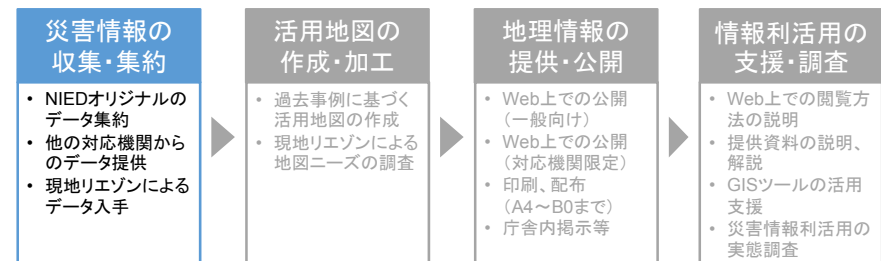 災害情報の
収集・集約
• NIEDオリジナルの
データ集約
• 他の対応機関から
のデータ提供
• 現地リエゾンによる
データ入手
活用地図の
作成・加工
• 過去事例に基づく
活用地図の作成
• 現地リエゾンによる
地図ニーズの調査
地理情報の
提供・公開
• Web上での公開
（一般向け）
• Web上での公開
（対応機関限定）
• 印刷、配布
（A4～B0まで）
• 庁舎内掲示等
情報利活用の
支援・調査
• Web上での閲覧方
法の説明
• 提供資料の説明、
解説
• GISツールの活用
支援
• 災害情報利活用の
実態調査